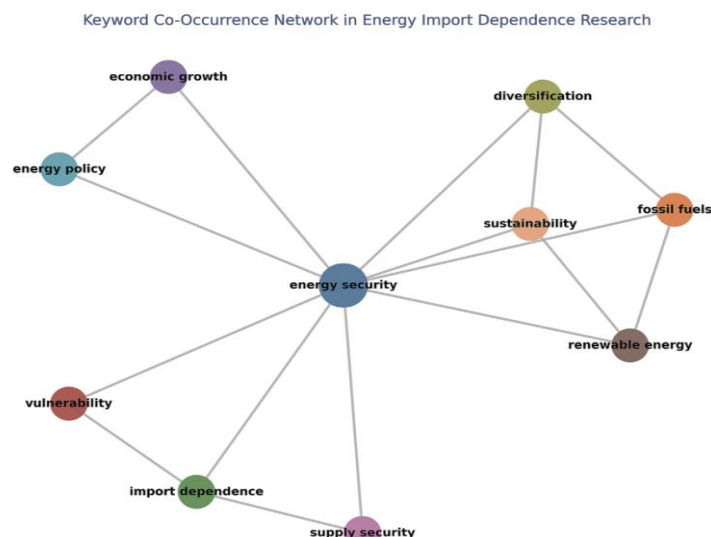 Keyword Co-Occurrence Network in Energy Import Dependence Research
economic growth
diversification
energy policy
fossil fuels
sustainability
energy security
renewable energy
vulnerability
import dependence
supply security